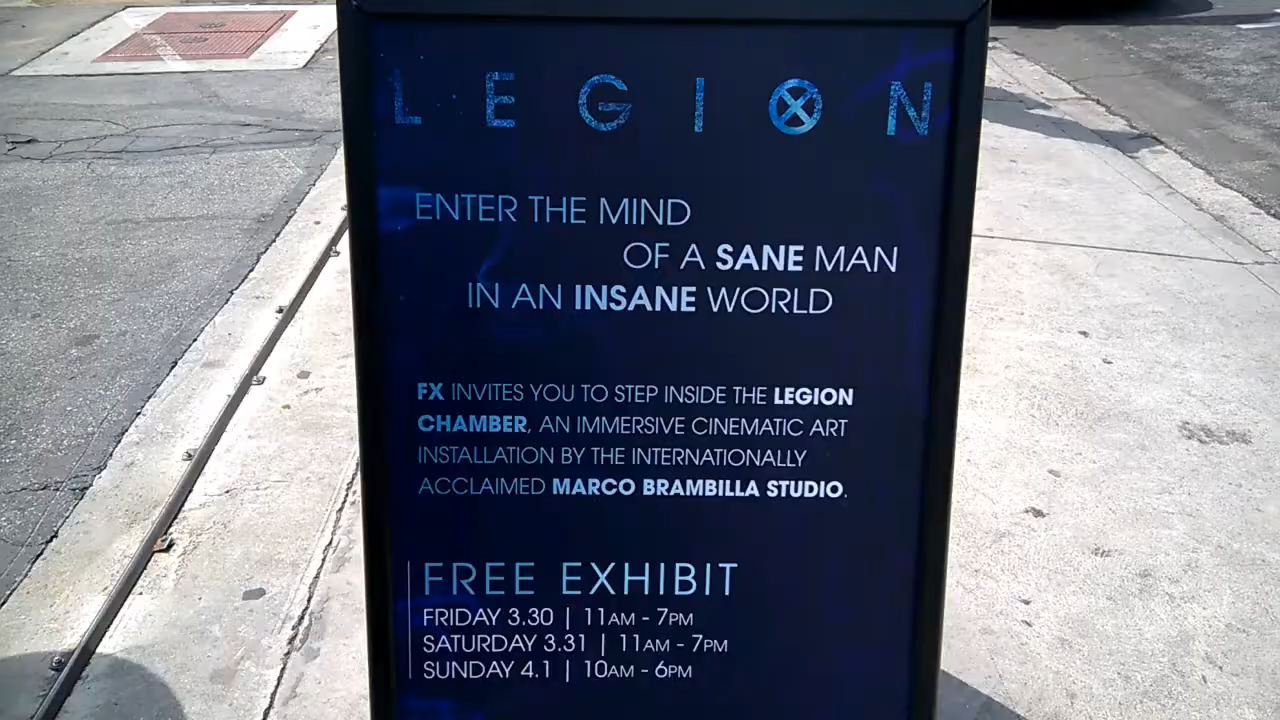 LEGION
ENTER THE MIND
OF A SANE MAN
IN AN INSANE WORLD
FX INVITES YOU TO STEP INSIDE THE LEGION
CHAMBER, AN IMMERSIVE CINEMATIC ART
INSTALLATION BY THE INTERNATIONALLY
ACCLAIMED MARCO BRAMBILLA STUDIO.
FREE EXHIBIT
FRIDAY 3.30 | 11AM - 7PM
SATURDAY 3.31 | 11AM - 7PM
SUNDAY 4.1 | 10AM - 6PM